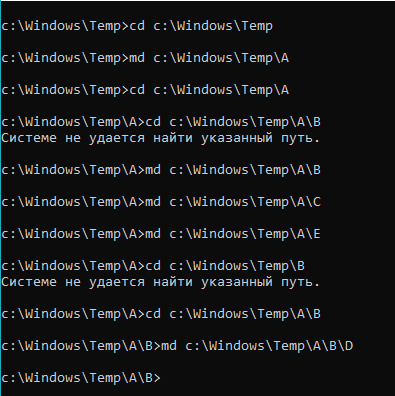 c:\Windows\Temp>cd c:\Windows\Temp
c:\Windows\Temp>md c:\Windows\Temp\A
c:\Windows\Temp>cd c:\Windows\Temp\A
c:\Windows\Temp\A>cd c:\Windows\Temp\A\B
Системе не удается найти указанный путь.
c:\Windows\Temp\A>md c:\Windows\Temp\A\B
c:\Windows\Temp\A>md c:\Windows\Temp\A\C
c:\Windows\Temp\A>md c:\Windows\Temp\A\E
c:\Windows\Temp\A>cd c:\Windows\Temp\B
Системе не удается найти указанный путь.
c:\Windows\Temp\A>cd c:\Windows\Temp\A\B
c:\Windows\Temp\A\B>md c:\Windows\Temp\A\B\D
c:\Windows\Temp\A\B>